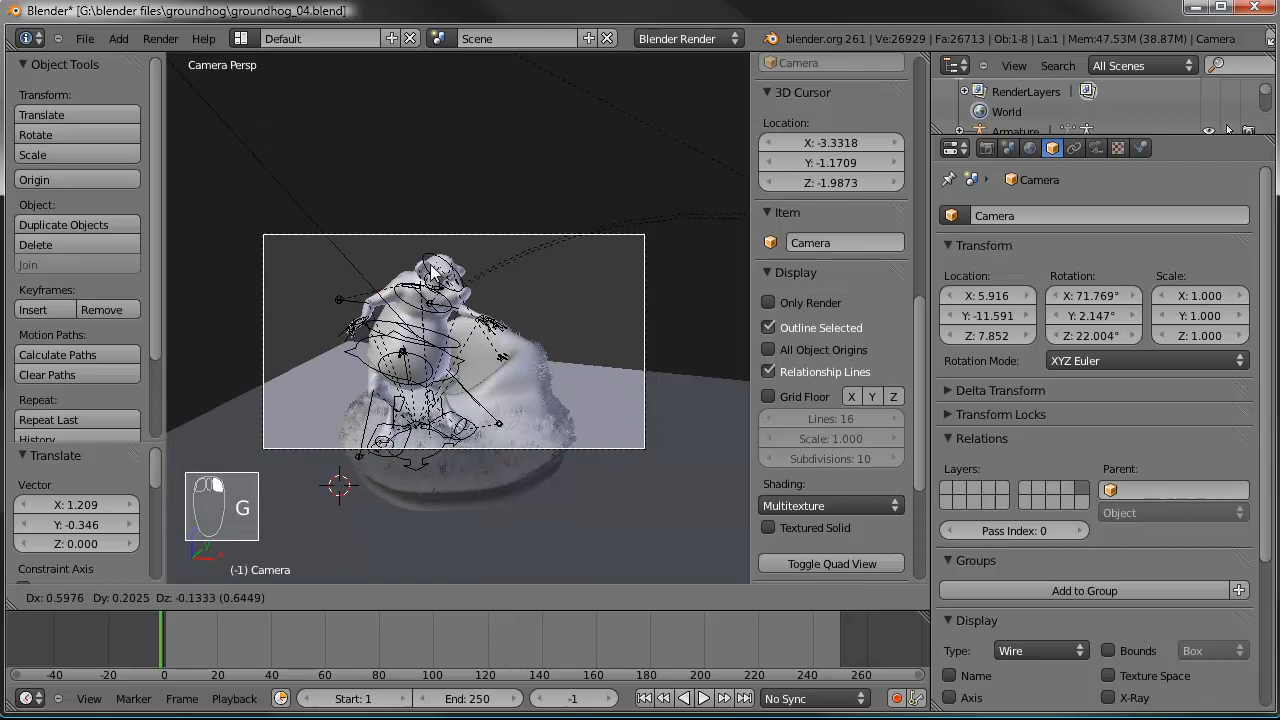 Blender* [G:\blender files\groundhog\groundhog_04.blend]
File Add Render Help Default Scene Blender Render blender.org 261 | Ve:26929 | Fa:26713 | Ob:1-8 | La:1 | Mem:47.53M (38.87M) | Camera
Object Tools
Transform:
Translate
Rotate
Scale
Origin
Object:
Duplicate Objects
Delete
Join
Keyframes:
Insert Remove
Motion Paths:
Calculate Paths
Clear Paths
Repeat:
Repeat Last
History
Translate
Vector
X: 1.209
Y: -0.346
Z: 0.000
Constraint Axis
Camera Persp
G
(-1) Camera
Dx: 0.5976 Dy: 0.2025 Dz: -0.1333 (0.6449)
Camera
3D Cursor
Location:
X: -3.3318
Y: -1.1709
Z: -1.9873
Item
Camera
Display
Only Render
Outline Selected
All Object Origins
Relationship Lines
Grid Floor X Y Z
Lines: 16
Scale: 1.000
Subdivisions: 10
Shading:
Multitexture
Textured Solid
Toggle Quad View
View Search All Scenes
RenderLayers
World
Armature
Camera
Camera
Transform
Location: Rotation: Scale:
X: 5.916 X: 71.769° X: 1.000
Y: -11.591 Y: 2.147° Y: 1.000
Z: 7.852 Z: 22.004° Z: 1.000
Rotation Mode: XYZ Euler
Delta Transform
Transform Locks
Relations
Layers: Parent:
Object
Pass Index: 0
Groups
Add to Group
Display
Type: Wire Bounds Box
Name Texture Space
Axis X-Ray
-40 -20 0 20 40 60 80 100 120 140 160 180 200 220 240 260
View Marker Frame Playback Start: 1 End: 250 -1 No Sync